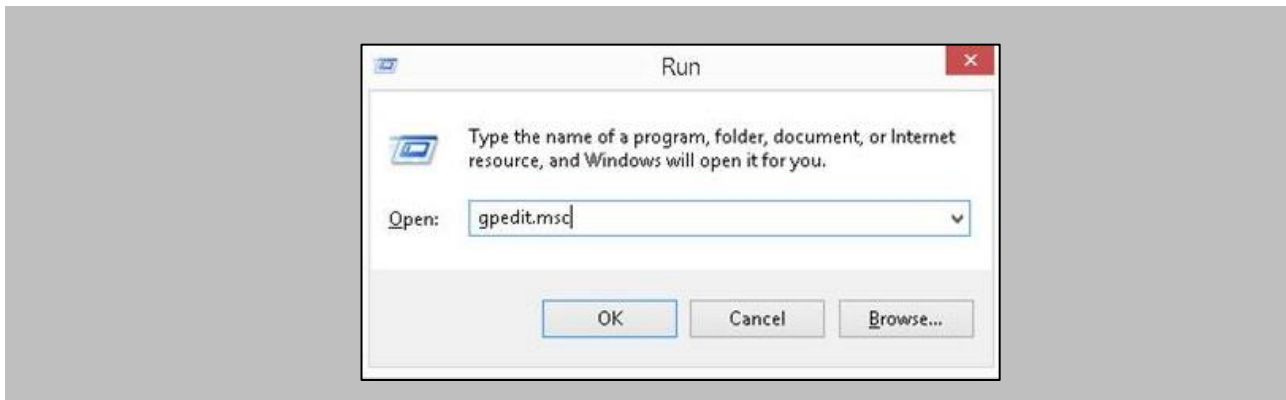 Run
Type the name of a program, folder, document, or Internet
resource, and Windows will open it for you.
Open: gpedit.msc
OK Cancel Browse...